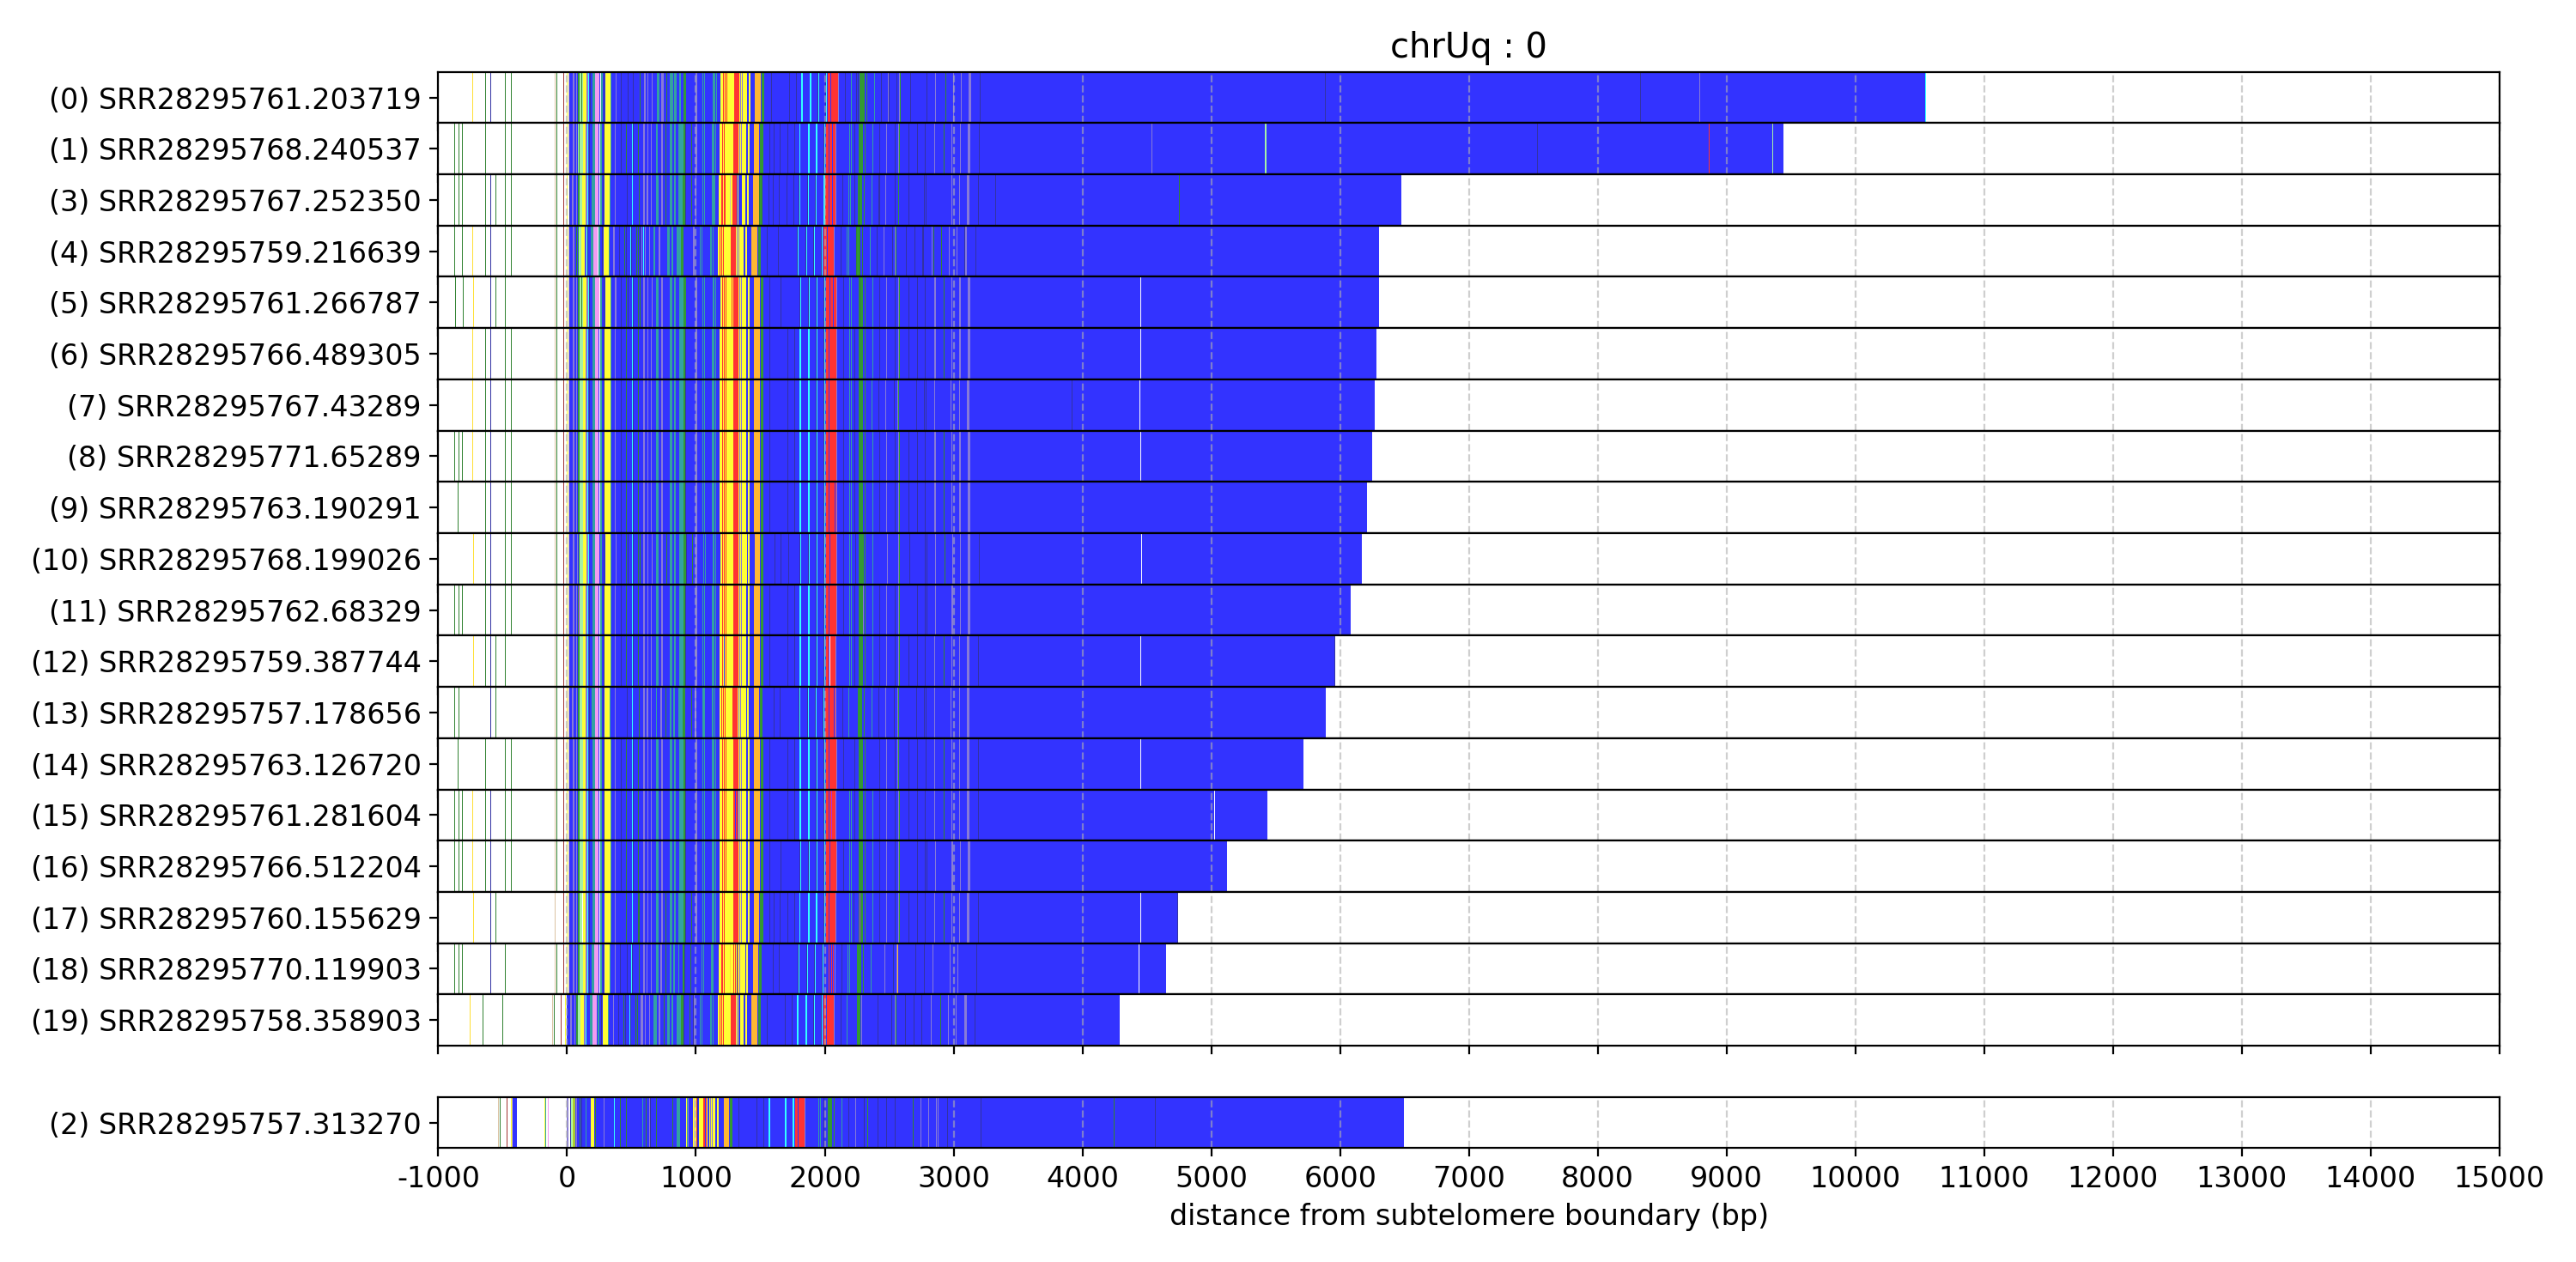 chrUq : 0
(0) SRR28295761.203719
(1) SRR28295768.240537
(3) SRR28295767.252350
(4) SRR28295759.216639
(5) SRR28295761.266787
(6) SRR28295766.489305
(7) SRR28295767.43289
(8) SRR28295771.65289
(9) SRR28295763.190291
(10) SRR28295768.199026
(11) SRR28295762.68329
(12) SRR28295759.387744
(13) SRR28295757.178656
(14) SRR28295763.126720
(15) SRR28295761.281604
(16) SRR28295766.512204
(17) SRR28295760.155629
(18) SRR28295770.119903
(19) SRR28295758.358903
(2) SRR28295757.313270
-1000 0 1000 2000 3000 4000 5000 6000 7000 8000 9000 10000 11000 12000 13000 14000 15000
distance from subtelomere boundary (bp)